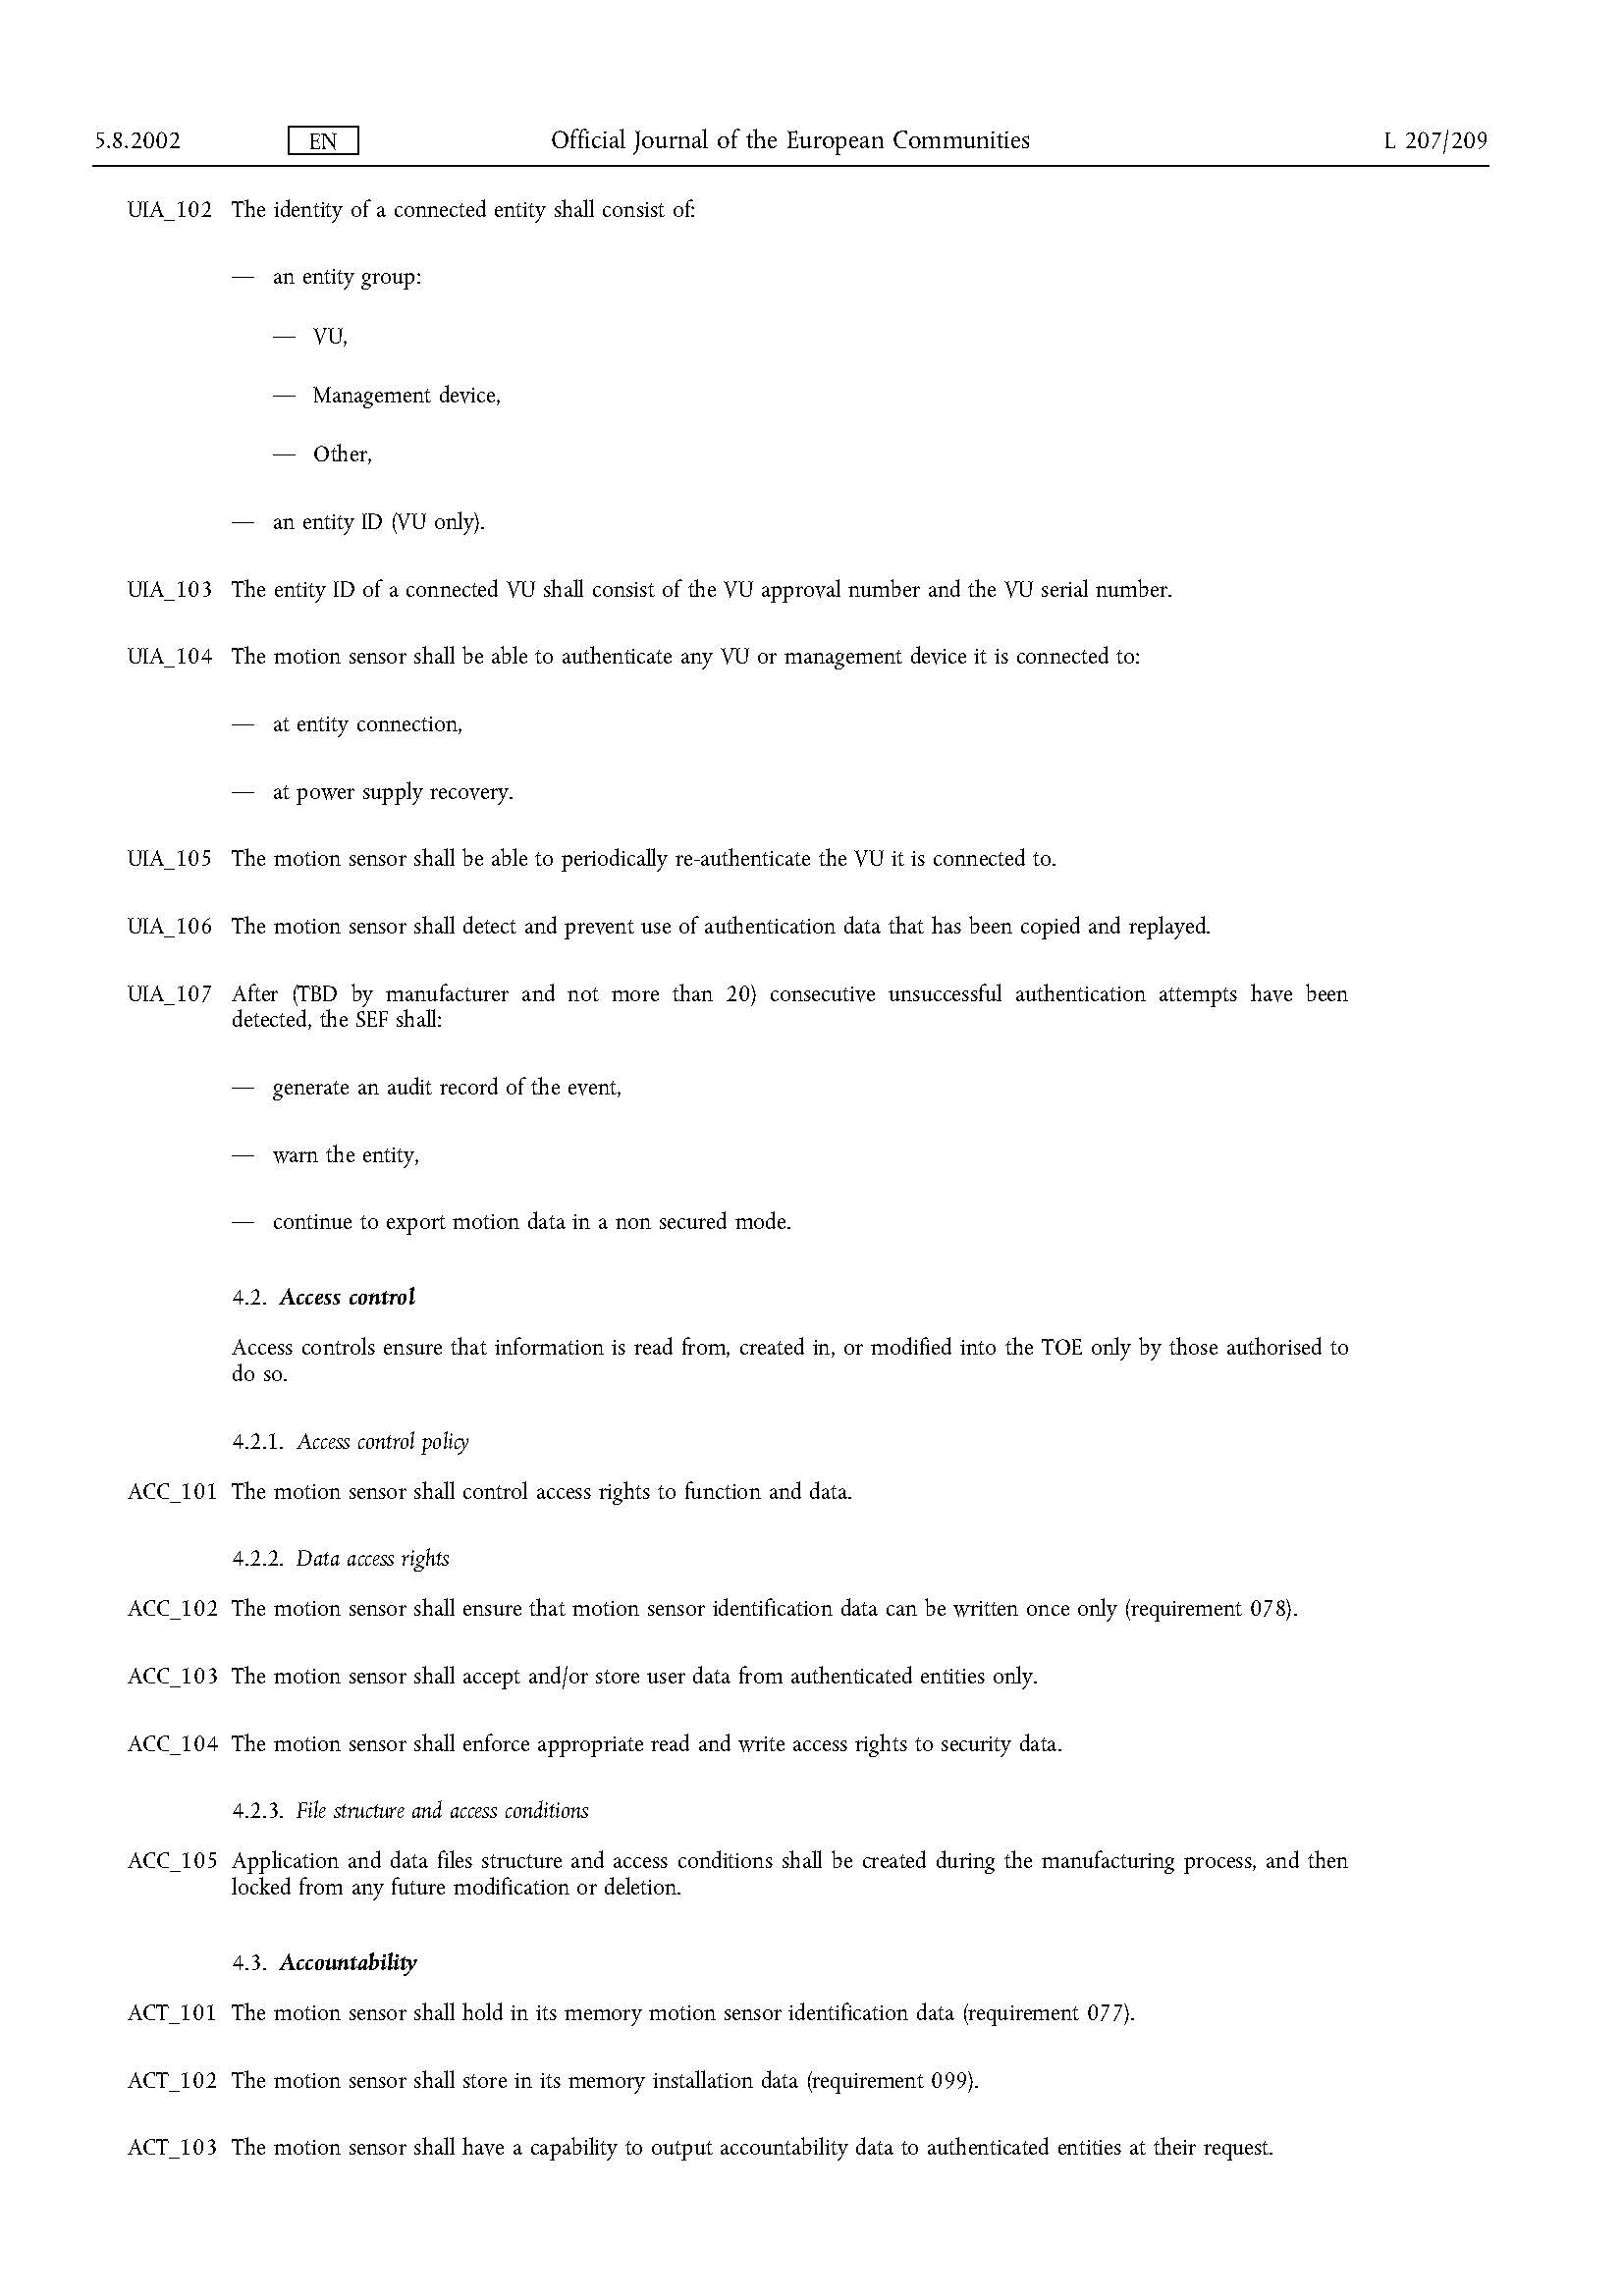 5.8.2002 EN Official Journal of the European Communities L 207/209
UIA_102 The identity of a connected entity shall consist of:
— an entity group:
— VU,
— Management device,
— Other,
— an entity ID (VU only).
UIA_103 The entity ID of a connected VU shall consist of the VU approval number and the VU serial number.
UIA_104 The motion sensor shall be able to authenticate any VU or management device it is connected to:
— at entity connection,
— at power supply recovery.
UIA_105 The motion sensor shall be able to periodically re-authenticate the VU it is connected to.
UIA_106 The motion sensor shall detect and prevent use of authentication data that has been copied and replayed.
UIA_107 After (TBD by manufacturer and not more than 20) consecutive unsuccessful authentication attempts have been
detected, the SEF shall:
— generate an audit record of the event,
— warn the entity,
— continue to export motion data in a non secured mode.
4.2. Access control
Access controls ensure that information is read from, created in, or modified into the TOE only by those authorised to
do so.
4.2.1. Access control policy
ACC_101 The motion sensor shall control access rights to function and data.
4.2.2. Data access rights
ACC_102 The motion sensor shall ensure that motion sensor identification data can be written once only (requirement 078).
ACC_103 The motion sensor shall accept and/or store user data from authenticated entities only.
ACC_104 The motion sensor shall enforce appropriate read and write access rights to security data.
4.2.3. File structure and access conditions
ACC_105 Application and data files structure and access conditions shall be created during the manufacturing process, and then
locked from any future modification or deletion.
4.3. Accountability
ACT_101 The motion sensor shall hold in its memory motion sensor identification data (requirement 077).
ACT_102 The motion sensor shall store in its memory installation data (requirement 099).
ACT_103 The motion sensor shall have a capability to output accountability data to authenticated entities at their request.